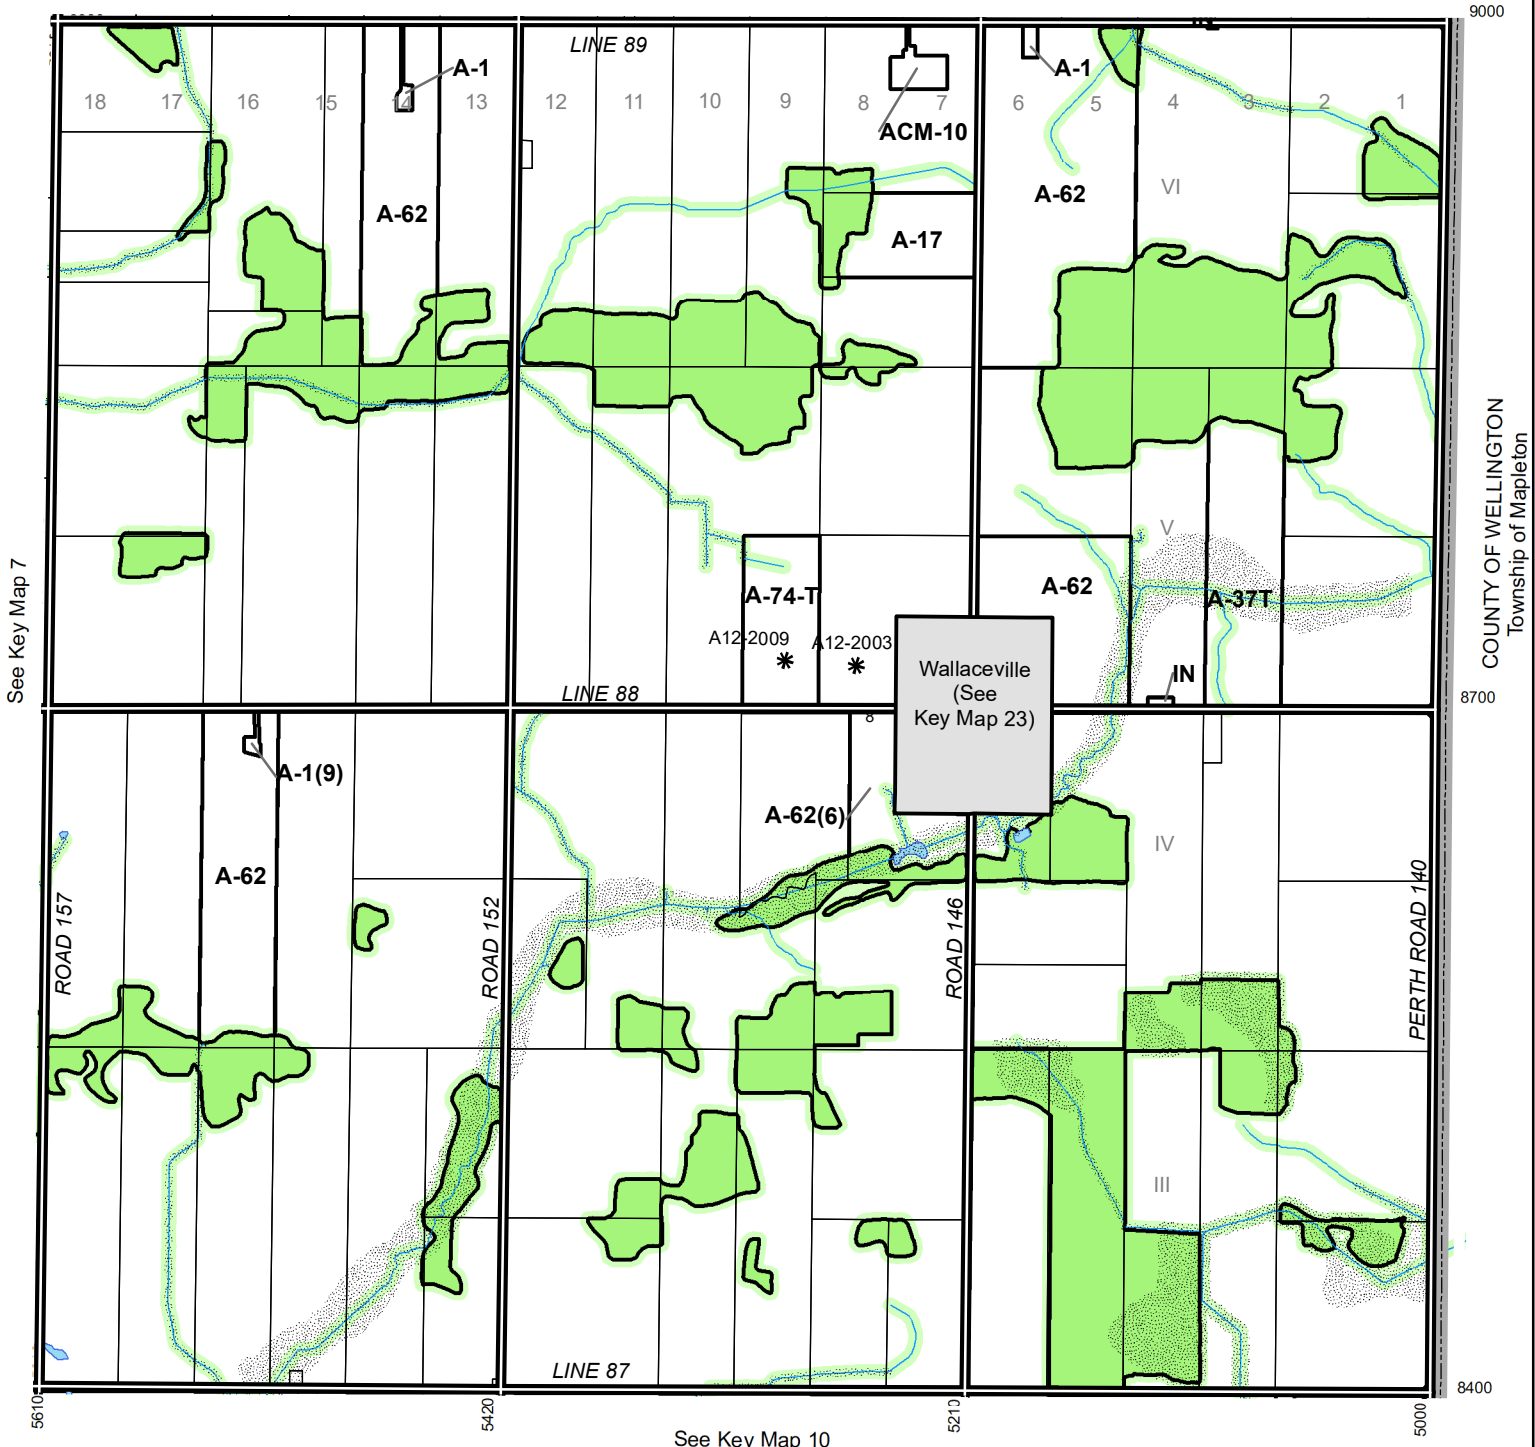 9000
LINE 89
A-1
A-1
18
17
16
15
14
13
12
11
10
9
8
7
6
5
4
3
2
1
ACM-10
A-62
A-62
VI
A-17
COUNTY OF WELLINGTON
Township of Mapleton
See Key Map 7
V
A-74-T
A-62
A-37T
A12-2009
A12-2003
Wallaceville
(See
Key Map 23)
IN
LINE 88
8700
8
A-1(9)
A-62(6)
A-62
IV
ROAD 157
ROAD 152
ROAD 146
PERTH ROAD 140
III
LINE 87
8400
5610
5420
5210
5000
See Key Map 10